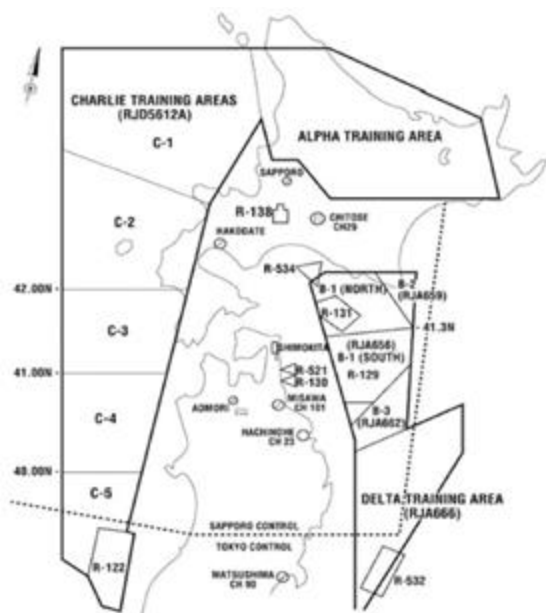 CHARLIE TRAINING AREAS
(RJD5612A)
C-1
ALPHA TRAINING AREA
SAPPORO
R-138
CHITOSE
CH29
C-2
HAKODATE
R-534
42.00N
B-1 (NORTH)
B-2
(RJA659)
R-131
41.3N
C-3
SHIMOKITA
(RJA656)
B-1 (SOUTH)
41.00N
R-521
R-129
R-130
C-4
AOMORI
MISAWA
CH 101
B-3
(RJA662)
HACHINOHE
CH 23
40.00N
C-5
DELTA TRAINING AREA
(RJA666)
SAPPORO CONTROL
TOKYO CONTROL
R-122
MATSUSHIMA
CH 90
R-532